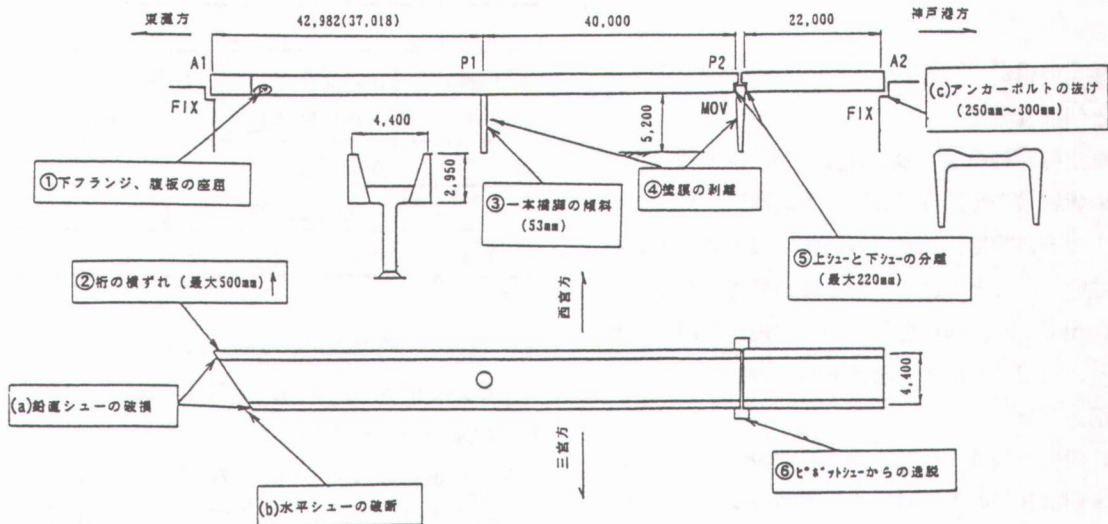 東灘方
42,982(37,018)
40,000
22,000
神戸港方
A1
P1
P2
A2
FIX
MOV
FIX
(c)アンカーボルトの抜け
(250mm〜300mm)
4,400
5,200
2,950
①下フランジ、腹板の座屈
③一本橋脚の傾斜
(53mm)
④塗膜の剥離
⑤上シューと下シューの分離
(最大220mm)
②桁の横ずれ (最大500mm)
西宮方
(a)鉛直シューの破損
4,400
三宮方
(b)水平シューの破断
⑥ピボットシューからの逸脱